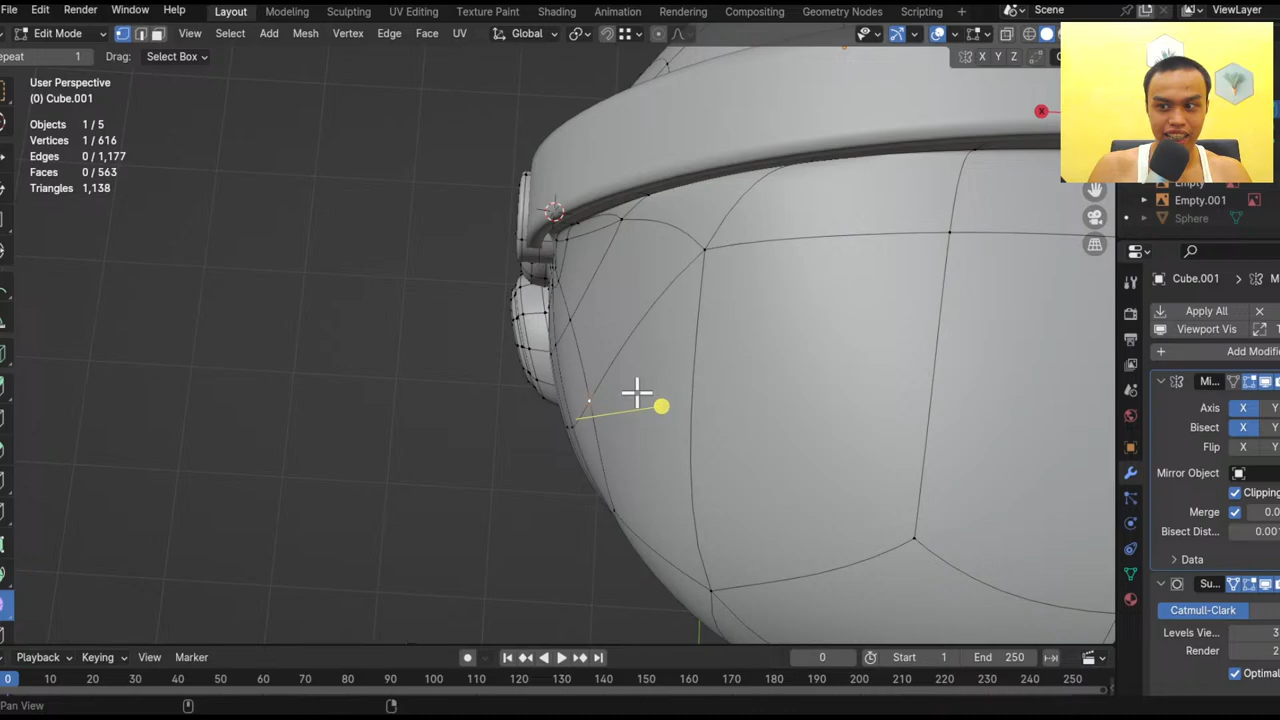 File Edit Render Window Help Layout Modeling Sculpting UV Editing Texture Paint Shading Animation Rendering Compositing Geometry Nodes Scripting Scene ViewLayer
Edit Mode View Select Add Mesh Vertex Edge Face UV Global
epeat 1 Drag: Select Box X Y Z
User Perspective
(0) Cube.001
Objects 1 / 5
Vertices 1 / 616
Edges 0 / 1,177
Faces 0 / 563
Triangles 1,138
Empty
Empty.001
Sphere
Cube.001 M
Apply All
Viewport Vis
Add Modifi
Mi...
Axis X Y
Bisect X Y
Flip X Y
Mirror Object
Clipping
Merge 0.0
Bisect Dist... 0.001
Data
Su...
Catmull-Clark
Levels Vie... 3
Render 2
Optimal
Playback Keying View Marker 0 Start 1 End 250
0 10 20 30 40 50 60 70 80 90 100 110 120 130 140 150 160 170 180 190 200 210 220 230 240 250
Pan View